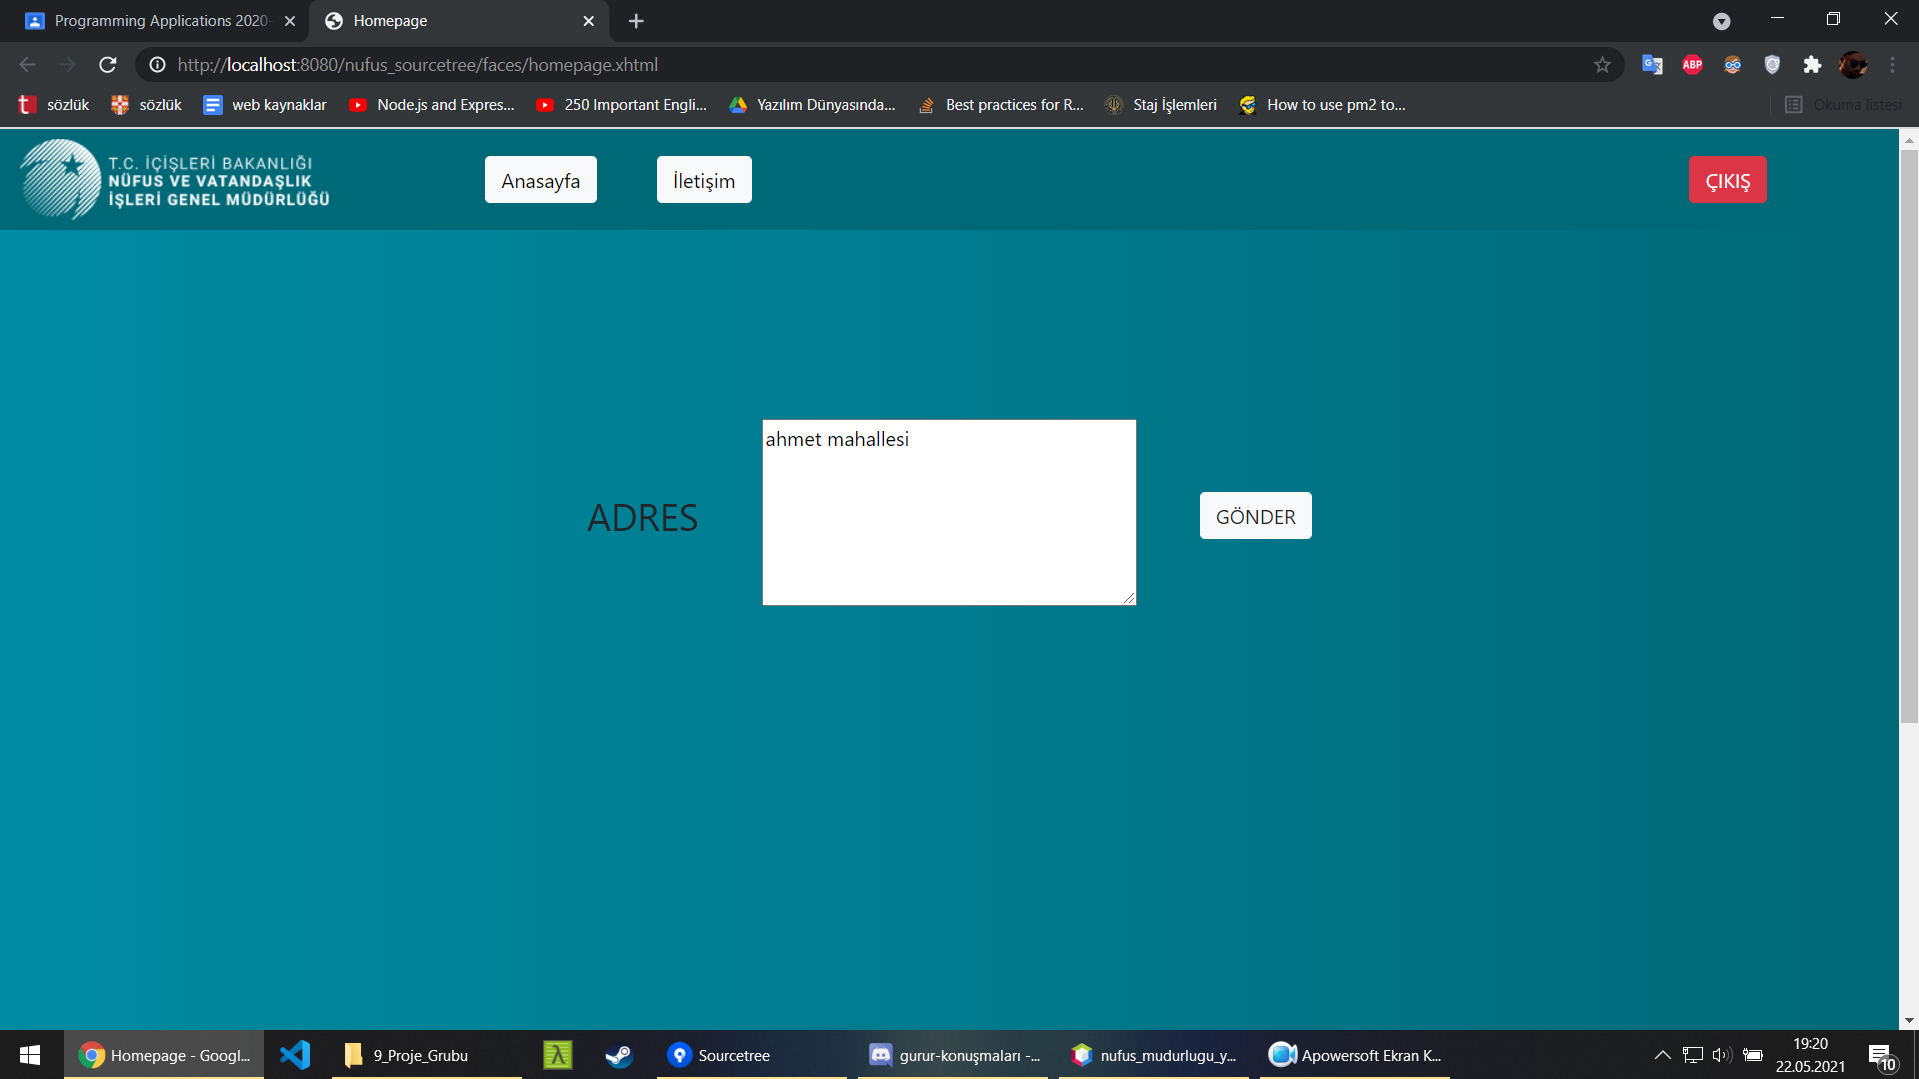 Programming Applications 2020-
Homepage
http://localhost:8080/nufus_sourcetree/faces/homepage.xhtml
ABP
sözlük
sözlük
web kaynaklar
Node.js and Expres...
250 Important Engli...
Yazılım Dünyasında...
Best practices for R...
Staj İşlemleri
How to use pm2 to...
Okuma listesi
T.C. İÇİŞLERİ BAKANLIĞI
NÜFUS VE VATANDAŞLIK
İŞLERİ GENEL MÜDÜRLÜĞÜ
Anasayfa
İletişim
ÇIKIŞ
ahmet mahallesi
ADRES
GÖNDER
Homepage - Googl...
9_Proje_Grubu
Sourcetree
gurur-konuşmaları -...
nufus_mudurlugu_y...
Apowersoft Ekran K...
19:20
22.05.2021
10